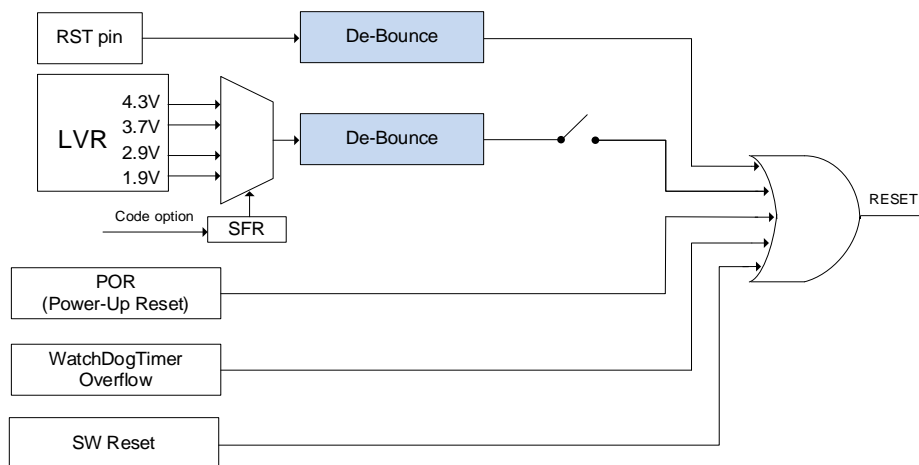 RST pin
De-Bounce
LVR
4.3V
3.7V
2.9V
1.9V
De-Bounce
Code option
SFR
RESET
POR
(Power-Up Reset)
WatchDogTimer
Overflow
SW Reset